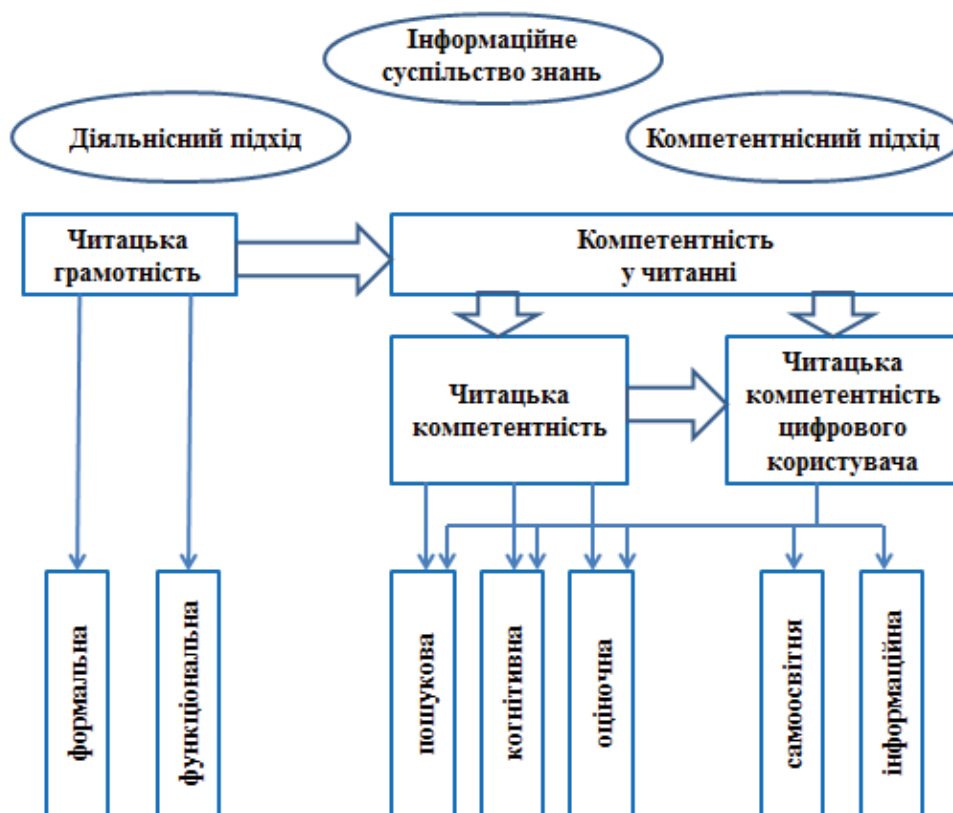 Інформаційне
суспільство знань
Діяльнісний підхід
Компетентнісний підхід
Читацька
грамотність
Компетентність
у читанні
Читацька
компетентність
Читацька
компетентність
цифрового
користувача
формальна
функціональна
пошукова
когнітивна
оціночна
самоосвітня
інформаційна